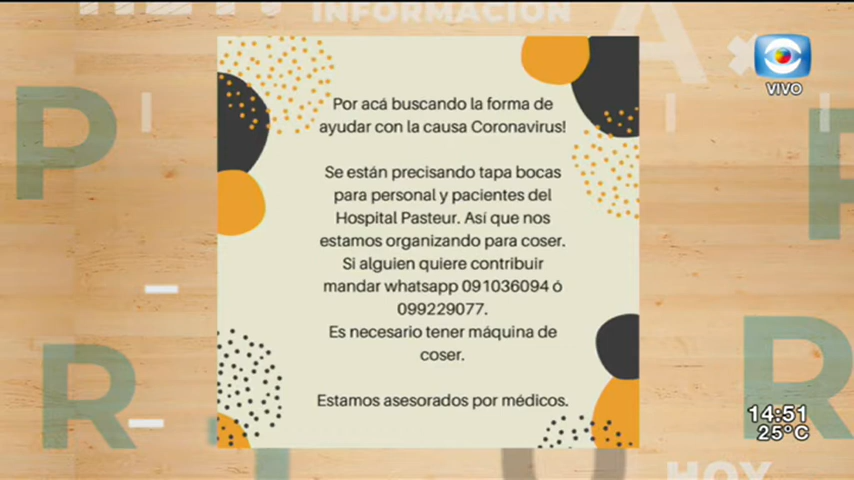 INFORMACIÓN
VIVO
Por acá buscando la forma de
ayudar con la causa Coronavirus!
Se están precisando tapa bocas
para personal y pacientes del
Hospital Pasteur. Así que nos
estamos organizando para coser.
Si alguien quiere contribuir
mandar whatsapp 091036094 ó
099229077.
Es necesario tener máquina de
coser.
Estamos asesorados por médicos.
14:51
25°C
HOY